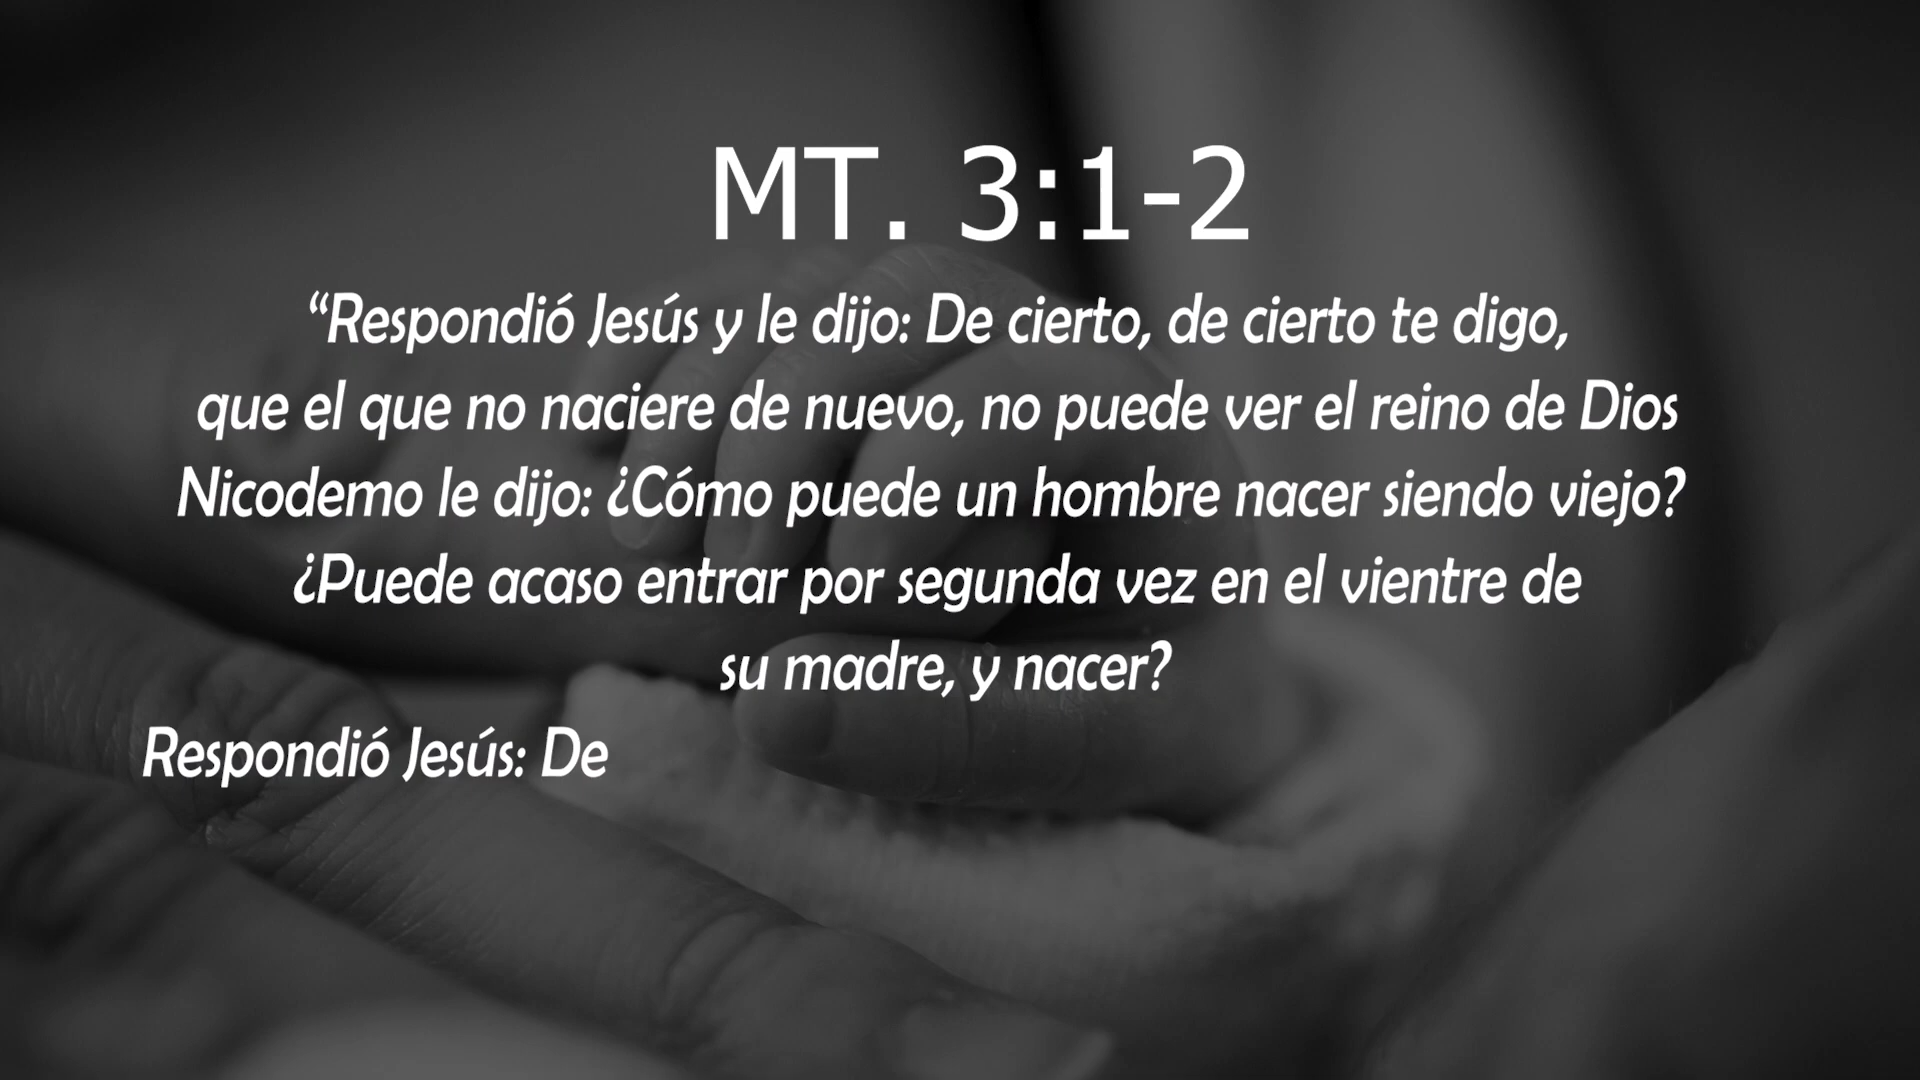 MT. 3:1-2
“Respondió Jesús y le dijo: De cierto, de cierto te digo,
que el que no naciere de nuevo, no puede ver el reino de Dios
Nicodemo le dijo: ¿Cómo puede un hombre nacer siendo viejo?
¿Puede acaso entrar por segunda vez en el vientre de
su madre, y nacer?
Respondió Jesús: De